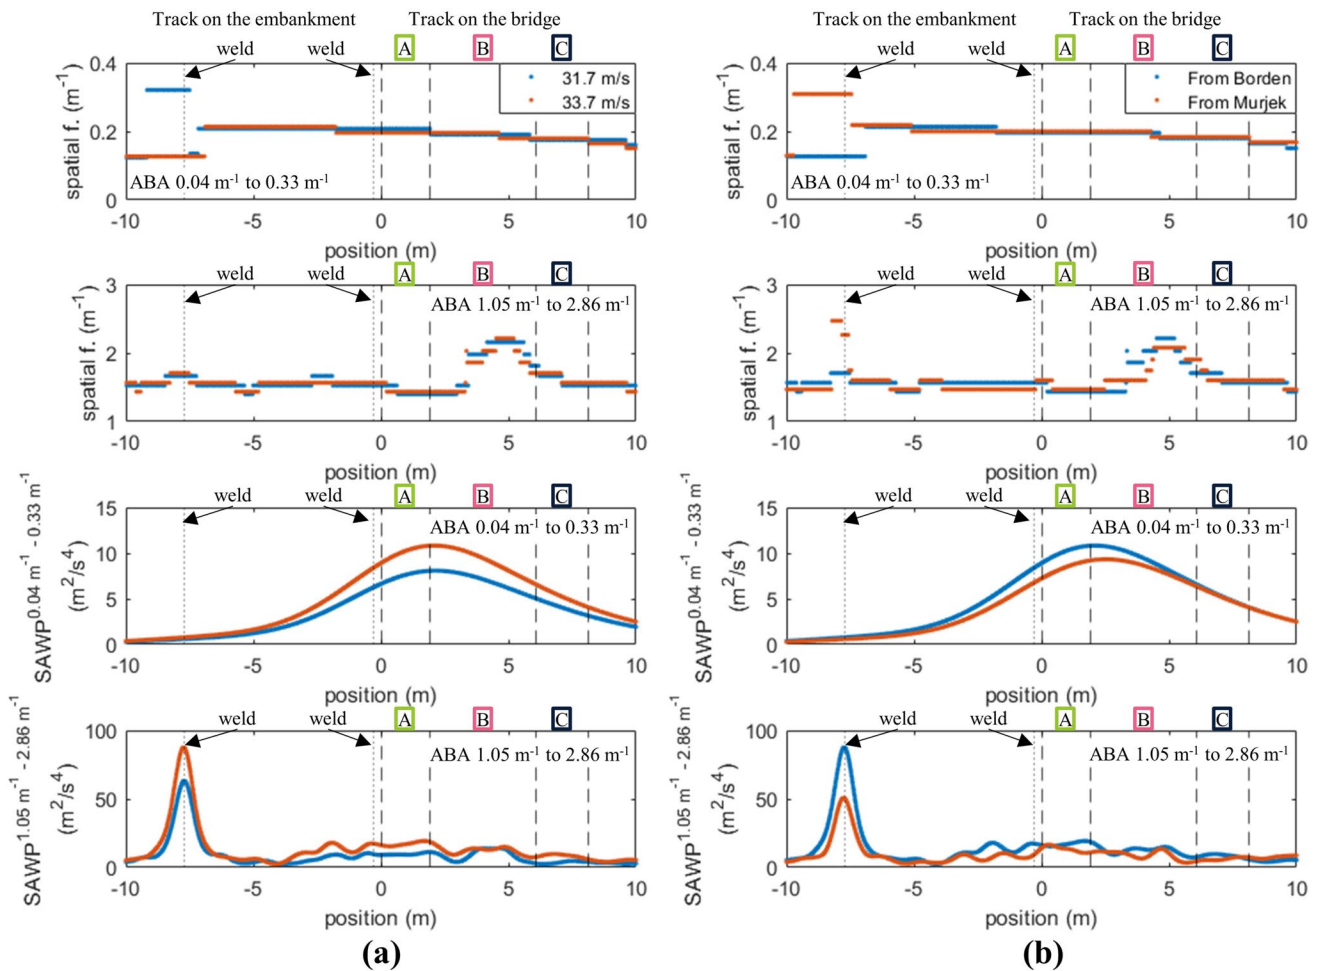 Track on the embankment Track on the bridge
weld weld A B C
0.4
0.2
0
spatial f. (m⁻¹)
31.7 m/s
33.7 m/s
ABA 0.04 m⁻¹ to 0.33 m⁻¹
-10 -5 0 5 10
position (m)
weld weld A B C
3
2
1
spatial f. (m⁻¹)
ABA 1.05 m⁻¹ to 2.86 m⁻¹
-10 -5 0 5 10
position (m)
weld weld A B C
15
10
5
0
SAWP^0.04 m⁻¹ - 0.33 m⁻¹
(m²/s⁴)
ABA 0.04 m⁻¹ to 0.33 m⁻¹
-10 -5 0 5 10
position (m)
weld weld A B C
100
50
0
SAWP^1.05 m⁻¹ - 2.86 m⁻¹
(m²/s⁴)
ABA 1.05 m⁻¹ to 2.86 m⁻¹
-10 -5 0 5 10
position (m)
(a)
Track on the embankment Track on the bridge
weld weld A B C
0.4
0.2
0
spatial f. (m⁻¹)
From Borden
From Murjek
ABA 0.04 m⁻¹ to 0.33 m⁻¹
-10 -5 0 5 10
position (m)
weld weld A B C
3
2
1
spatial f. (m⁻¹)
ABA 1.05 m⁻¹ to 2.86 m⁻¹
-10 -5 0 5 10
position (m)
weld weld A B C
15
10
5
0
SAWP^0.04 m⁻¹ - 0.33 m⁻¹
(m²/s⁴)
ABA 0.04 m⁻¹ to 0.33 m⁻¹
-10 -5 0 5 10
position (m)
weld weld A B C
100
50
0
SAWP^1.05 m⁻¹ - 2.86 m⁻¹
(m²/s⁴)
ABA 1.05 m⁻¹ to 2.86 m⁻¹
-10 -5 0 5 10
position (m)
(b)